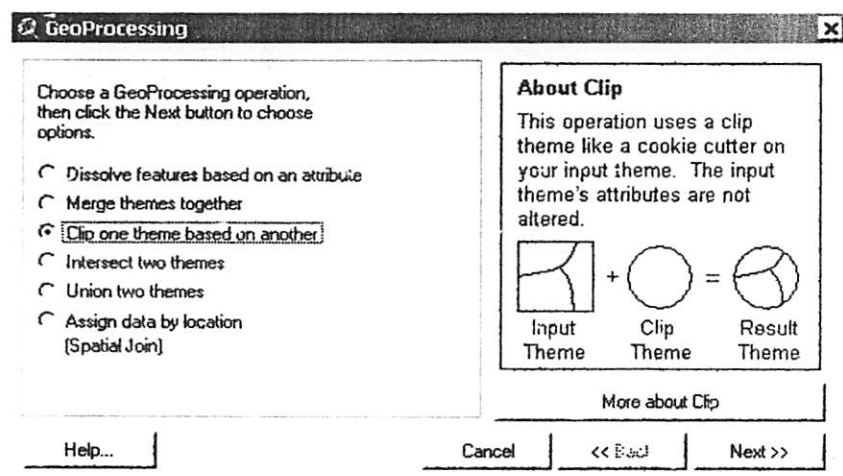 GeoProcessing
Choose a GeoProcessing operation,
then click the Next button to choose
options.
Dissolve features based on an attribute
Merge themes together
Clip one theme based on another
Intersect two themes
Union two themes
Assign data by location
(Spatial Join)
About Clip
This operation uses a clip
theme like a cookie cutter on
your input theme. The input
theme's attributes are not
altered.
+ =
Input Clip Result
Theme Theme Theme
More about Clip
Help... Cancel << Back Next >>